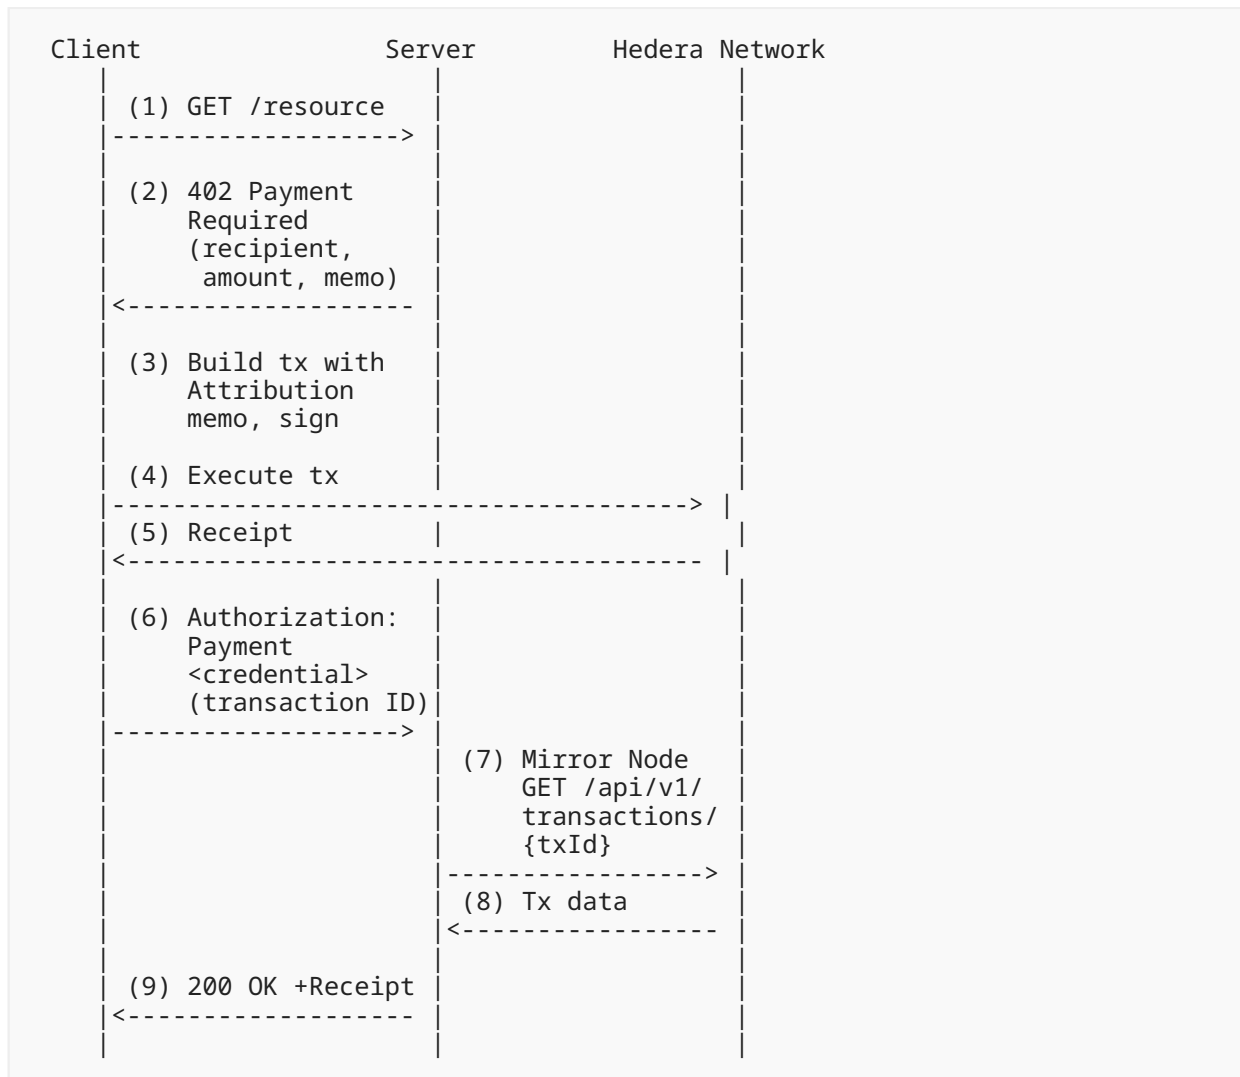 Client Server Hedera Network
| | |
| (1) GET /resource | |
|-------------------> | |
| | |
| (2) 402 Payment | |
| Required | |
| (recipient, | |
| amount, memo) | |
|<------------------- | |
| | |
| (3) Build tx with | |
| Attribution | |
| memo, sign | |
| | |
| (4) Execute tx | |
|--------------------------------------> |
| (5) Receipt | |
|<-------------------------------------- |
| | |
| (6) Authorization: | |
| Payment | |
| <credential> | |
| (transaction ID)| |
|-------------------> | |
| | (7) Mirror Node |
| | GET /api/v1/ |
| | transactions/ |
| | {txId} |
| |-----------------> |
| | (8) Tx data |
| |<----------------- |
| | |
| (9) 200 OK +Receipt | |
|<------------------- | |
| | |